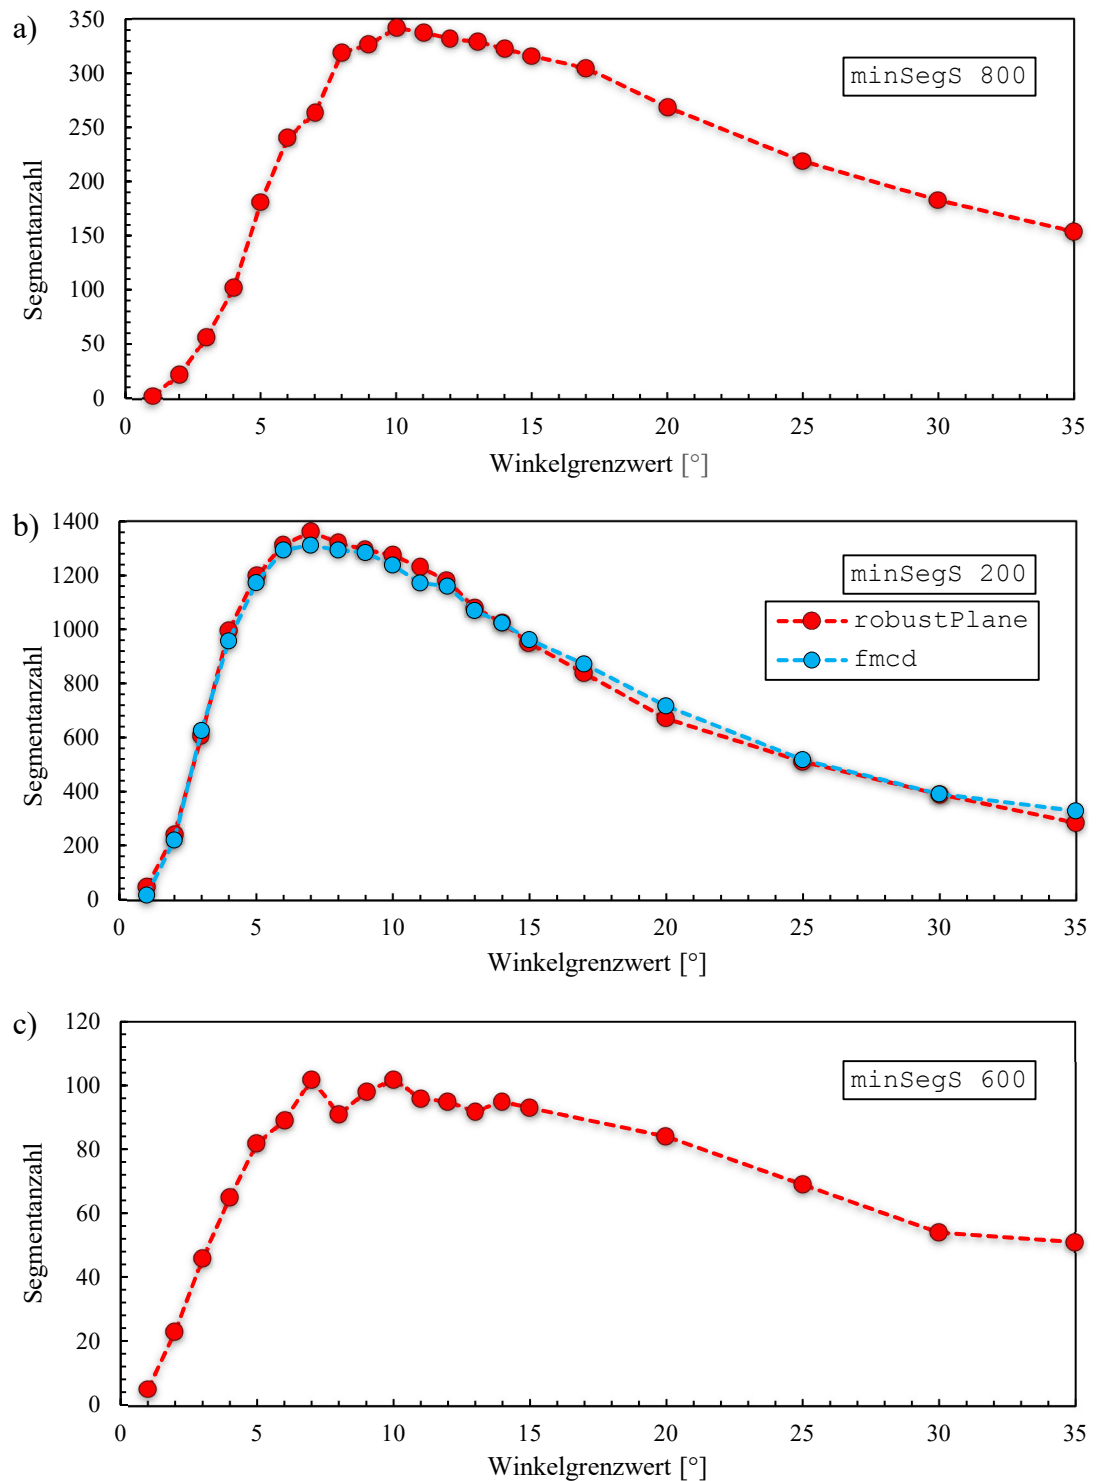 a)
350
300
250
200
150
100
50
0
Segmentanzahl
minSegS 800
0 5 10 15 20 25 30 35
Winkelgrenzwert [°]
b)
1400
1200
1000
800
600
400
200
0
Segmentanzahl
minSegS 200
robustPlane
fmcd
0 5 10 15 20 25 30 35
Winkelgrenzwert [°]
c)
120
100
80
60
40
20
0
Segmentanzahl
minSegS 600
0 5 10 15 20 25 30 35
Winkelgrenzwert [°]